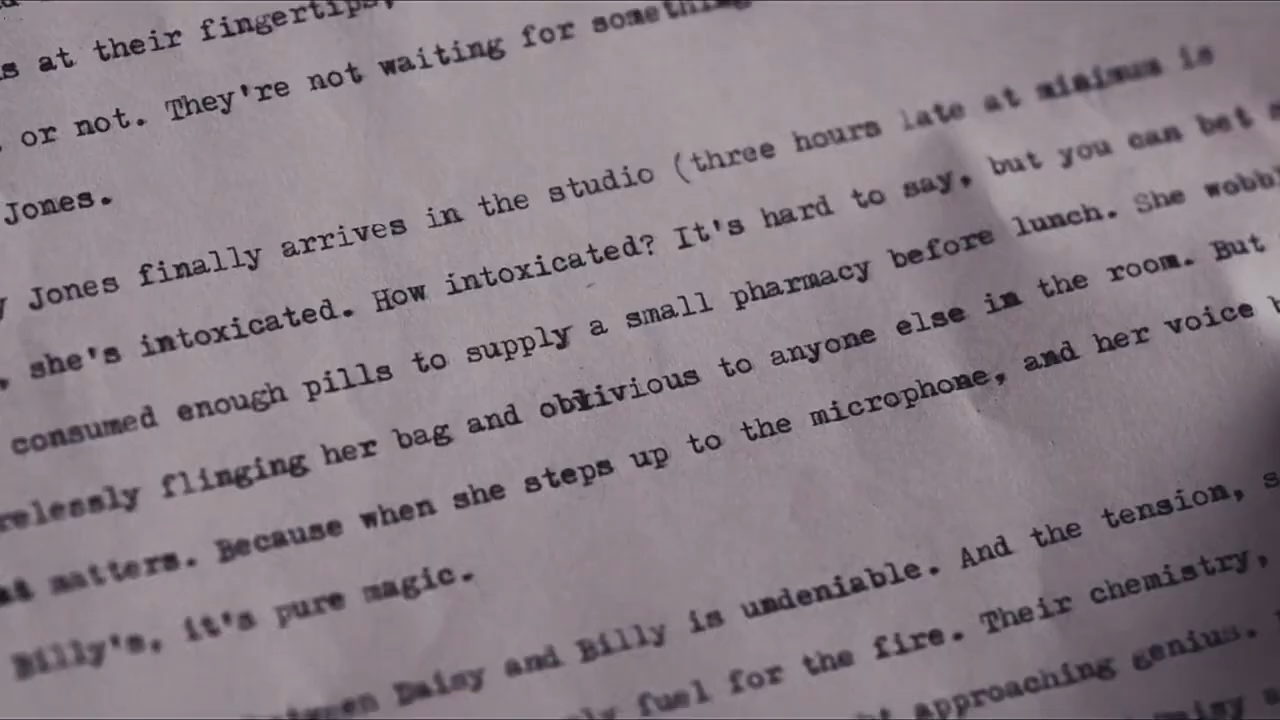 at their fingertips,
or not. They're not waiting for something
Jones.
Jones finally arrives in the studio (three hours late at minimum is
, she's intoxicated. How intoxicated? It's hard to say, but you can bet
consumed enough pills to supply a small pharmacy before lunch. She
flinging her bag and oblivious to anyone else in the room. But
matters. Because when she steps up to the microphone, and her voice
Billy's, it's pure magic.
Daisy and Billy is undeniable. And the tension,
fuel for the fire. Their chemistry,
approaching genius.